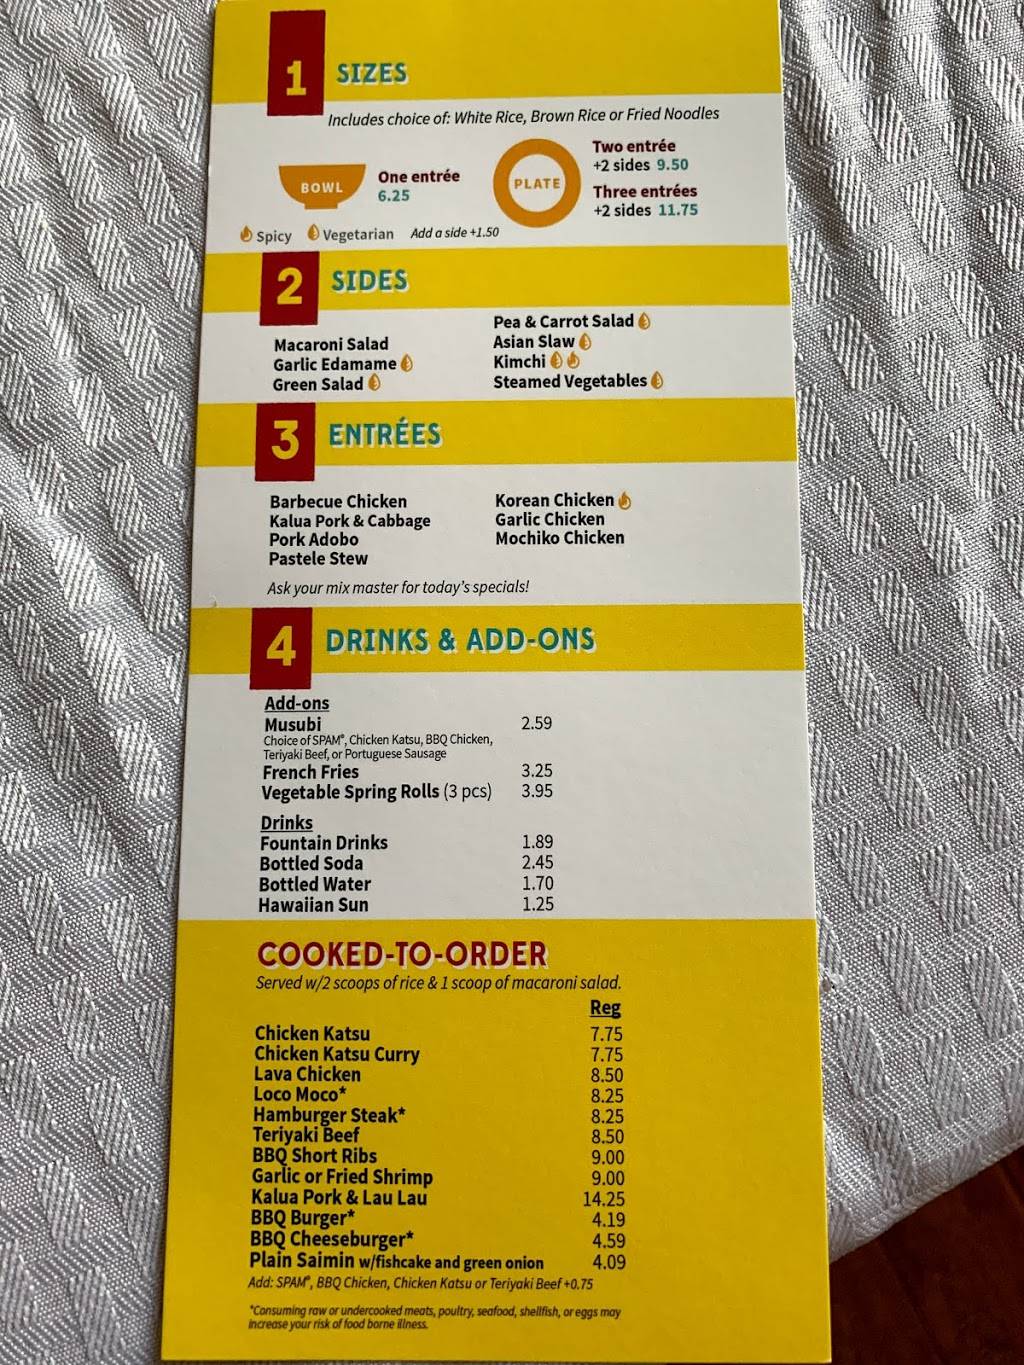 1 SIZES
Includes choice of: White Rice, Brown Rice or Fried Noodles
BOWL
One entrée
6.25
PLATE
Two entrée
+2 sides 9.50
Three entrées
+2 sides 11.75
Spicy Vegetarian Add a side +1.50
2 SIDES
Macaroni Salad
Garlic Edamame
Green Salad
Pea & Carrot Salad
Asian Slaw
Kimchi
Steamed Vegetables
3 ENTRÉES
Barbecue Chicken
Kalua Pork & Cabbage
Pork Adobo
Pastele Stew
Korean Chicken
Garlic Chicken
Mochiko Chicken
Ask your mix master for today's specials!
4 DRINKS & ADD-ONS
Add-ons
Musubi 2.59
Choice of SPAM®, Chicken Katsu, BBQ Chicken,
Teriyaki Beef, or Portuguese Sausage
French Fries 3.25
Vegetable Spring Rolls (3 pcs) 3.95
Drinks
Fountain Drinks 1.89
Bottled Soda 2.45
Bottled Water 1.70
Hawaiian Sun 1.25
COOKED-TO-ORDER
Served w/2 scoops of rice & 1 scoop of macaroni salad.
Reg
Chicken Katsu 7.75
Chicken Katsu Curry 7.75
Lava Chicken 8.50
Loco Moco* 8.25
Hamburger Steak* 8.25
Teriyaki Beef 8.50
BBQ Short Ribs 9.00
Garlic or Fried Shrimp 9.00
Kalua Pork & Lau Lau 14.25
BBQ Burger* 4.19
BBQ Cheeseburger* 4.59
Plain Saimin w/fishcake and green onion 4.09
Add: SPAM®, BBQ Chicken, Chicken Katsu or Teriyaki Beef +0.75
*Consuming raw or undercooked meats, poultry, seafood, shellfish, or eggs may
increase your risk of food borne illness.